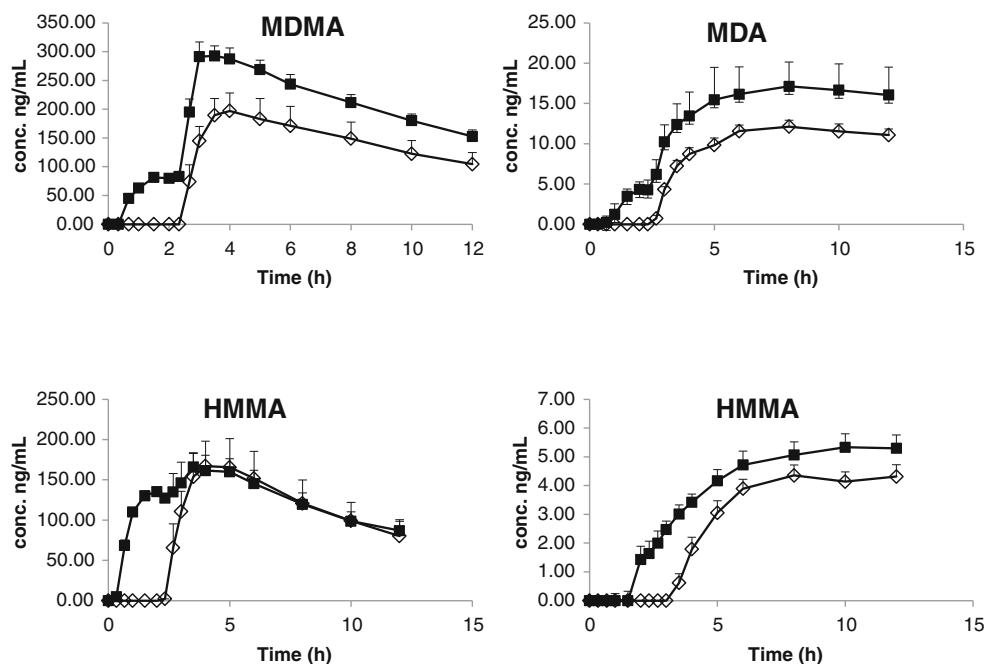 MDMA
conc. ng/mL
350.00
300.00
250.00
200.00
150.00
100.00
50.00
0.00
0 2 4 6 8 10 12
Time (h)
MDA
conc. ng/mL
25.00
20.00
15.00
10.00
5.00
0.00
0 5 10 15
Time (h)
HMMA
conc. ng/mL
250.00
200.00
150.00
100.00
50.00
0.00
0 5 10 15
Time (h)
HMMA
conc. ng/mL
7.00
6.00
5.00
4.00
3.00
2.00
1.00
0.00
0 5 10 15
Time (h)